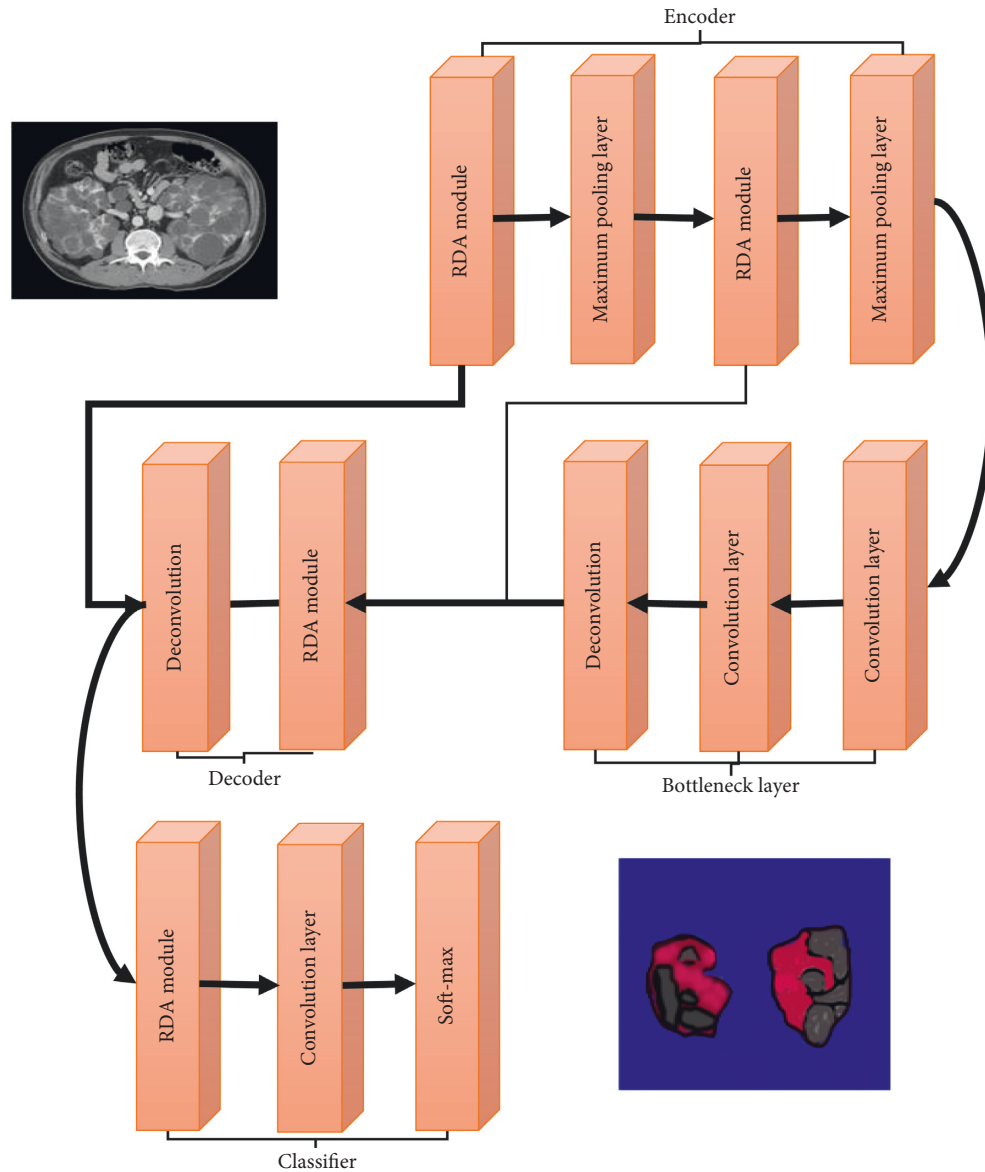 Encoder
RDA module
Maximum pooling layer
RDA module
Maximum pooling layer
Deconvolution
RDA module
Deconvolution
Convolution layer
Convolution layer
Decoder
Bottleneck layer
RDA module
Convolution layer
Soft-max
Classifier